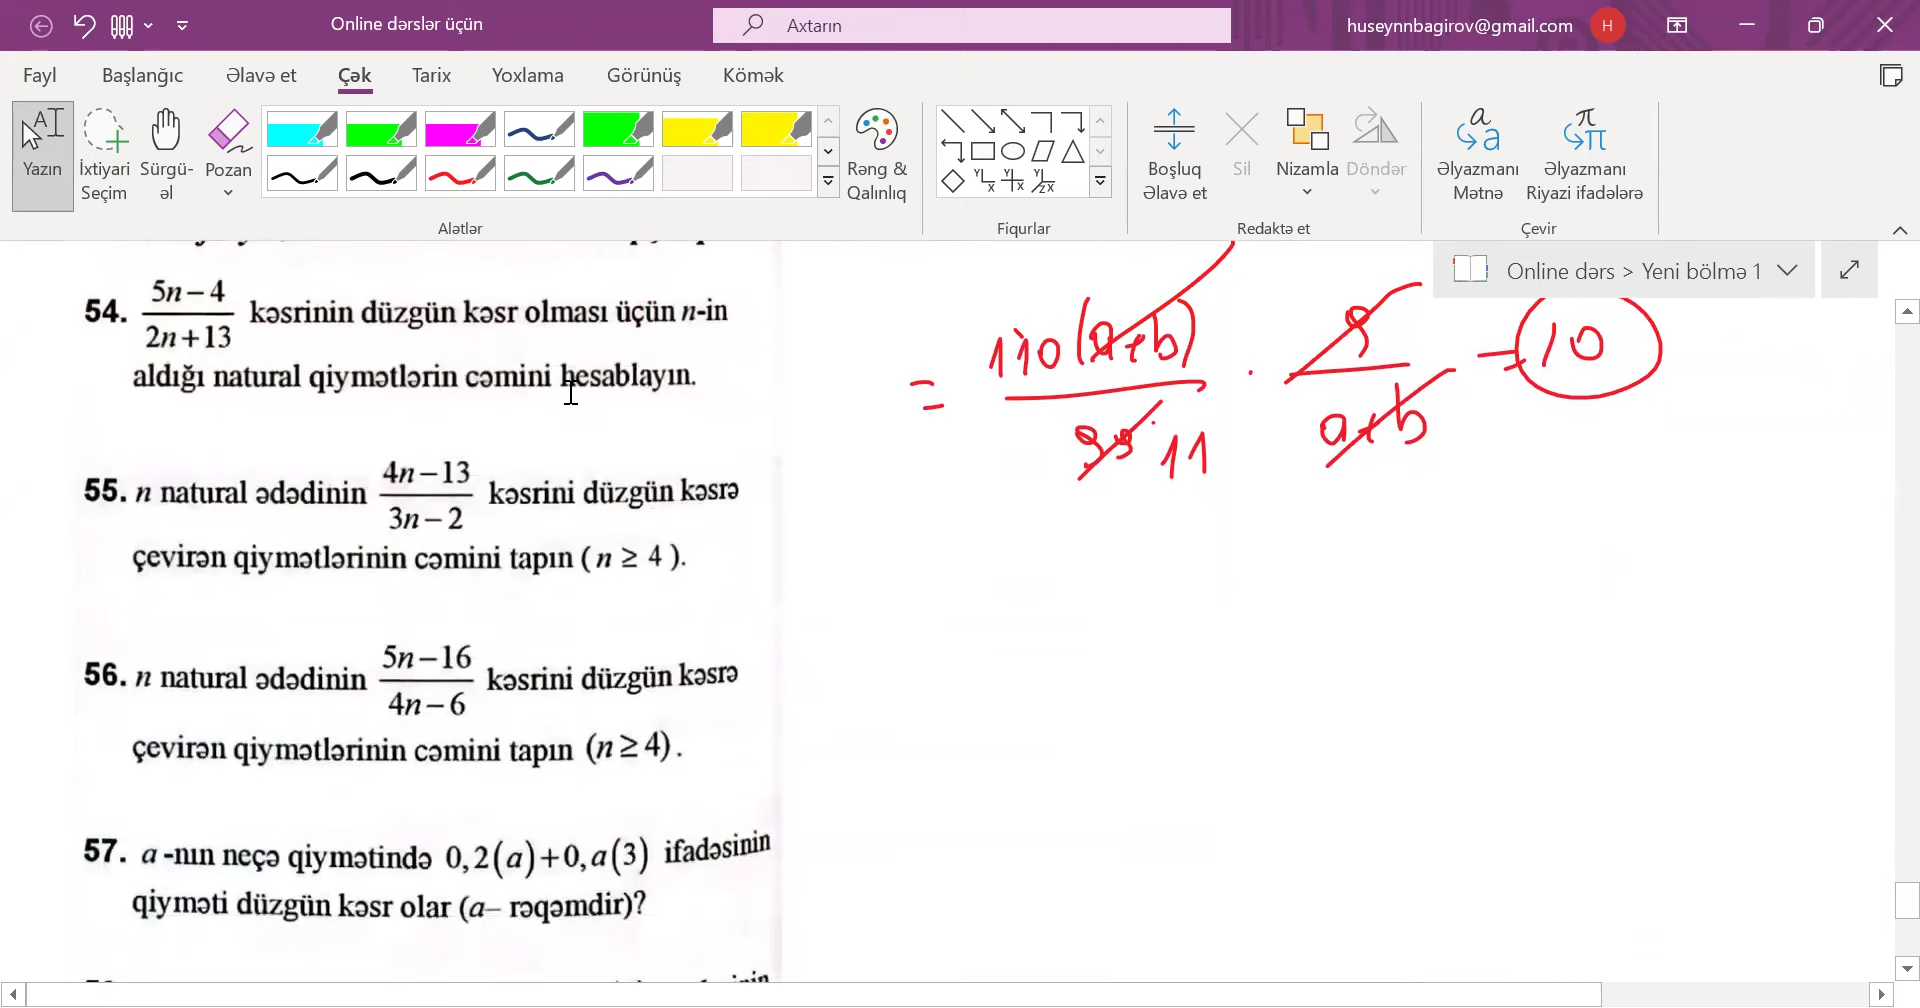 Online dərslər üçün
Axtarın
huseynnbagirov@gmail.com
H
Fayl Başlanğıc Əlavə et Çək Tarix Yoxlama Görünüş Kömək
Yazın
İxtiyari Seçim
Sürgü-əl
Pozan
Rəng & Qalınlıq
Boşluq Əlavə et
Sil
Nizamla
Döndər
Əlyazmanı Mətnə
Əlyazmanı Riyazi ifadələrə
Alətlər
Fiqurlar
Redaktə et
Çevir
Online dərs > Yeni bölmə 1
54. (5n – 4)/(2n + 13) kəsrinin düzgün kəsr olması üçün n-in
aldığı natural qiymətlərin cəmini hesablayın.
55. n natural ədədinin (4n – 13)/(3n – 2) kəsrini düzgün kəsrə
çevirən qiymətlərinin cəmini tapın ( n ≥ 4 ).
56. n natural ədədinin (5n – 16)/(4n – 6) kəsrini düzgün kəsrə
çevirən qiymətlərinin cəmini tapın (n ≥ 4) .
57. a -nın neçə qiymətində 0,2(a)+0,a(3) ifadəsinin
qiyməti düzgün kəsr olar (a– rəqəmdir)?
= 110(a+b)/99 11 · 9/(a+b) = 10